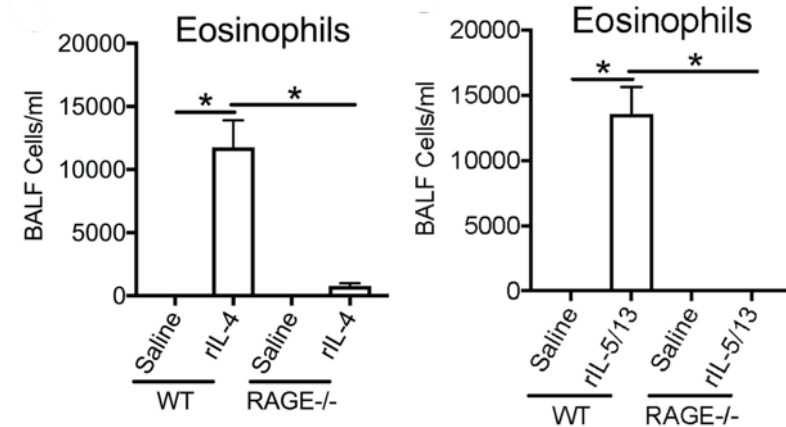 Eosinophils
20000
15000
10000
5000
0
BALF Cells/ml
* *
Saline rIL-4 Saline rIL-4
WT RAGE-/-
Eosinophils
20000
15000
10000
5000
0
BALF Cells/ml
* *
Saline rIL-5/13 Saline rIL-5/13
WT RAGE-/-